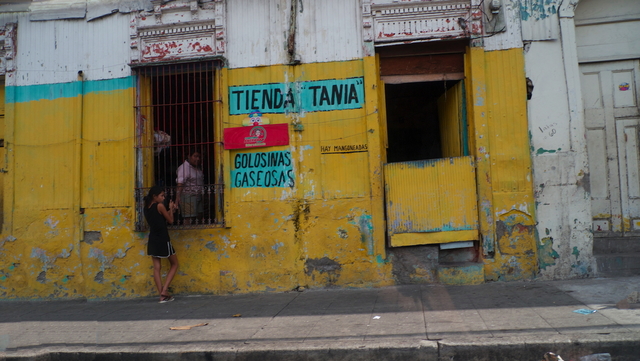 TIENDA "TANIA"
GOLOSINAS
GASEOSAS
HAY MANGONEADAS